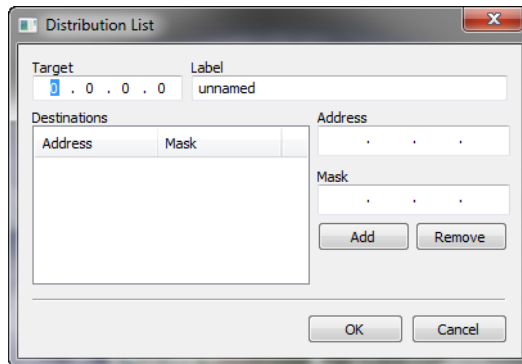 Distribution List
Target Label
0 . 0 . 0 . 0 unnamed
Destinations Address
Address Mask
. . .
Mask
. . .
Add Remove
OK Cancel